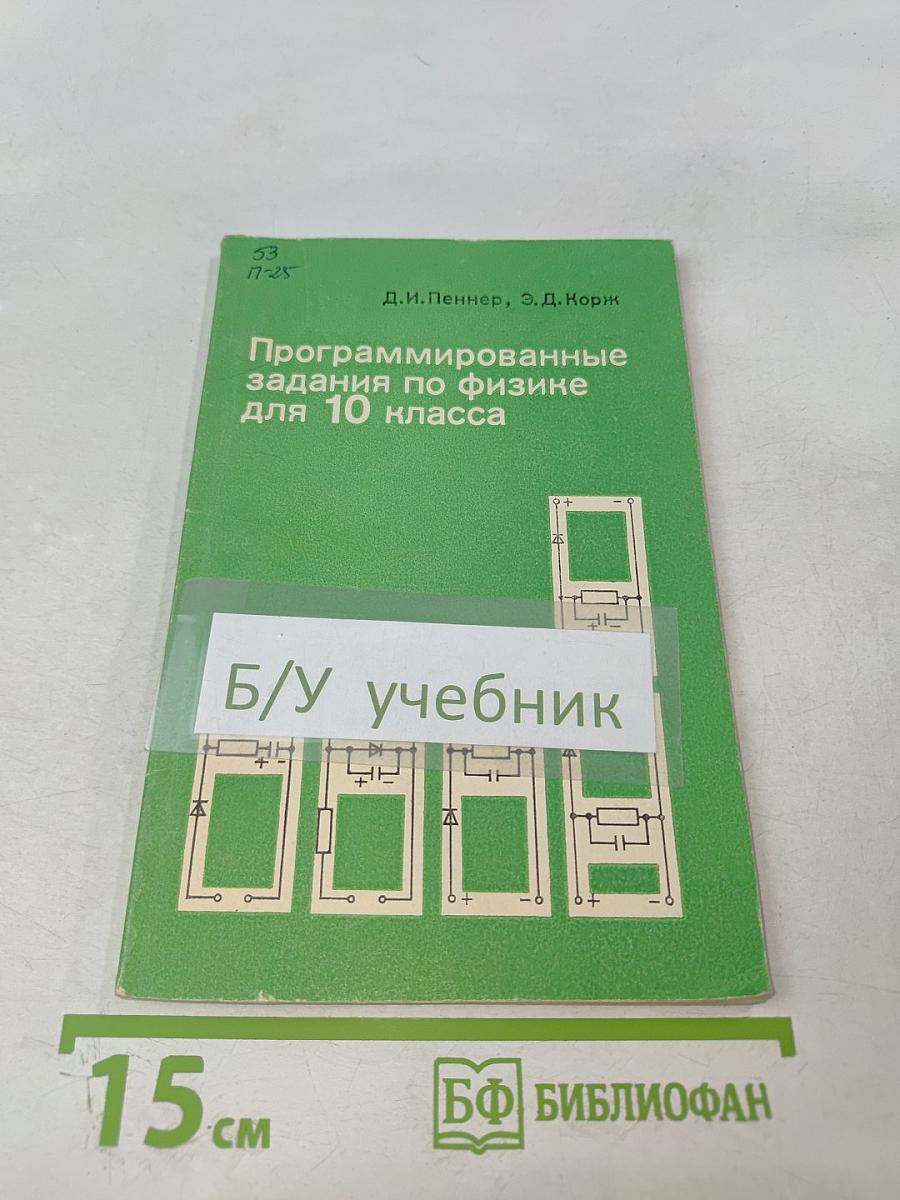 53
П-25
Д.И.Пеннер, Э.Д.Корж
Программированные
задания по физике
для 10 класса
Б/У учебник
15 см
БФ БИБЛИОФАН